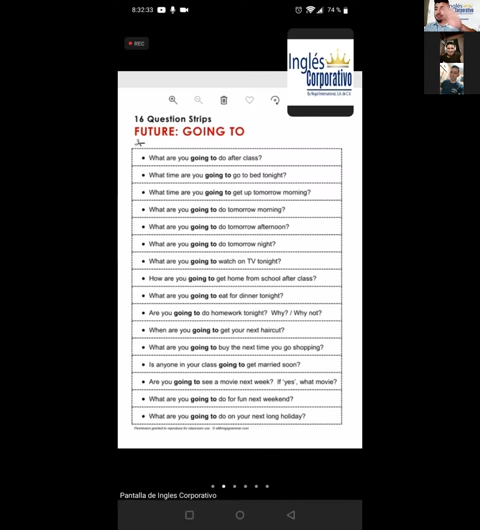 8:32:33
74 %
REC
Inglés
Corporativo
16 Question Strips
FUTURE: GOING TO
• What are you going to do after class?
• What time are you going to go to bed tonight?
• What time are you going to get up tomorrow morning?
• What are you going to do tomorrow morning?
• What are you going to do tomorrow afternoon?
• What are you going to do tomorrow night?
• What are you going to watch on TV tonight?
• How are you going to get home from school after class?
• What are you going to eat for dinner tonight?
• Are you going to do homework tonight? Why? / Why not?
• When are you going to get your next haircut?
• What are you going to buy the next time you go shopping?
• Is anyone in your class going to get married soon?
• Are you going to see a movie next week? If 'yes', what movie?
• What are you going to do for fun next weekend?
• What are you going to do on your next long holiday?
Permission granted to reproduce for classroom use. © allthingsgrammar.com
Pantalla de Ingles Corporativo